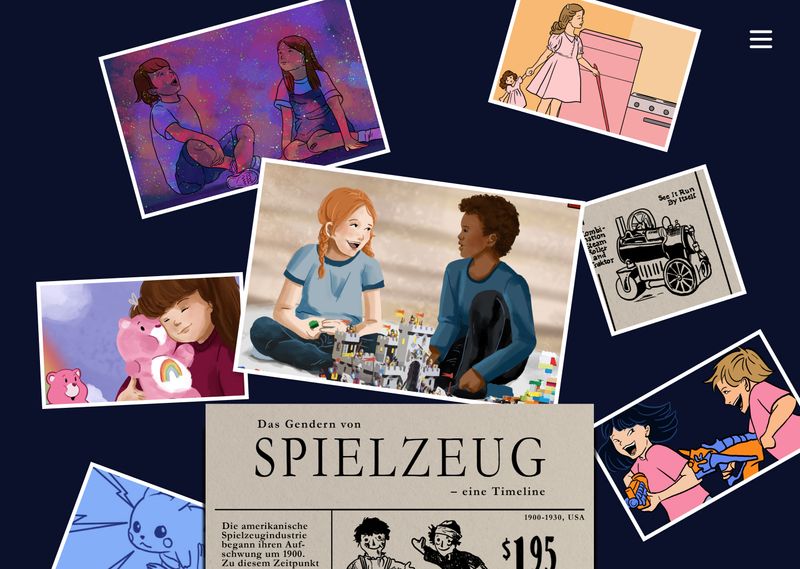 See It Run
By Itself
Combi-
nation
Steam
Roller
and
Traktor
Das Gendern von
SPIELZEUG
– eine Timeline
1900-1930, USA
Die amerikanische
Spielzeugindustrie
begann ihren Auf-
schwung um 1900.
Zu diesem Zeitpunkt
$1.95